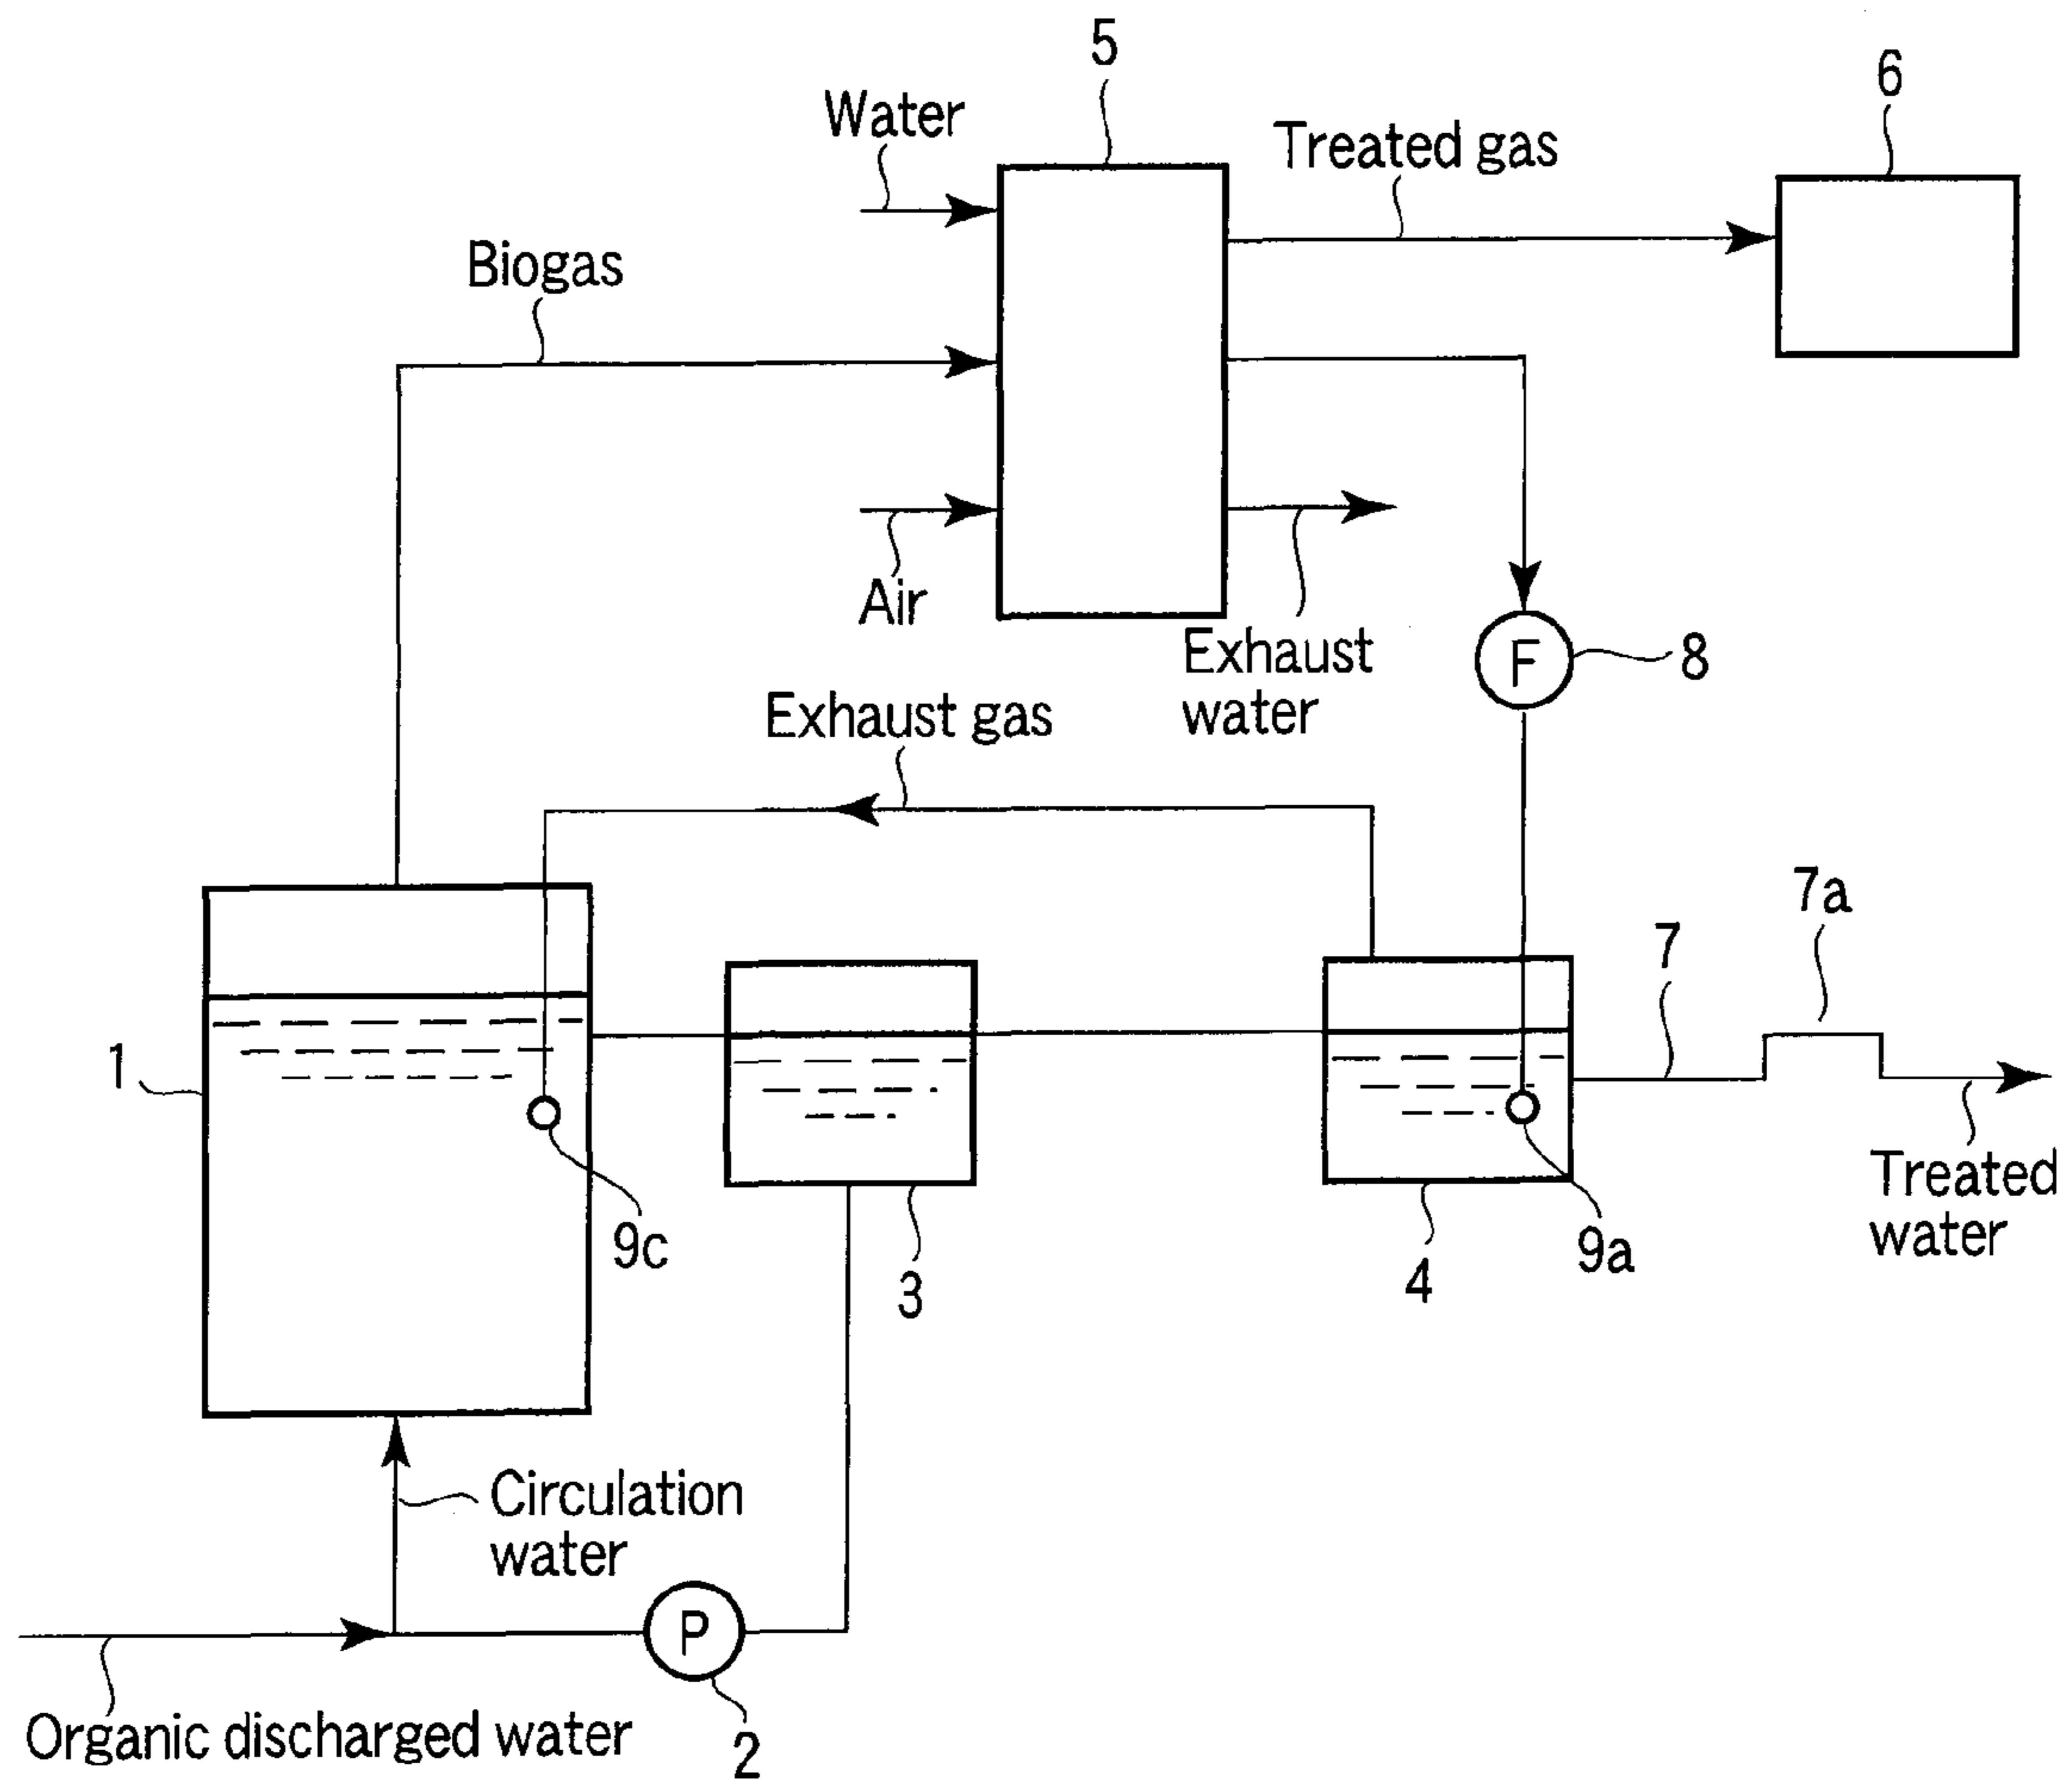 5
6
Water
Treated gas
Biogas
Air
Exhaust
water
F
8
Exhaust gas
7a
7
1
9c
3
4
9a
Treated
water
Circulation
water
P
Organic discharged water
2